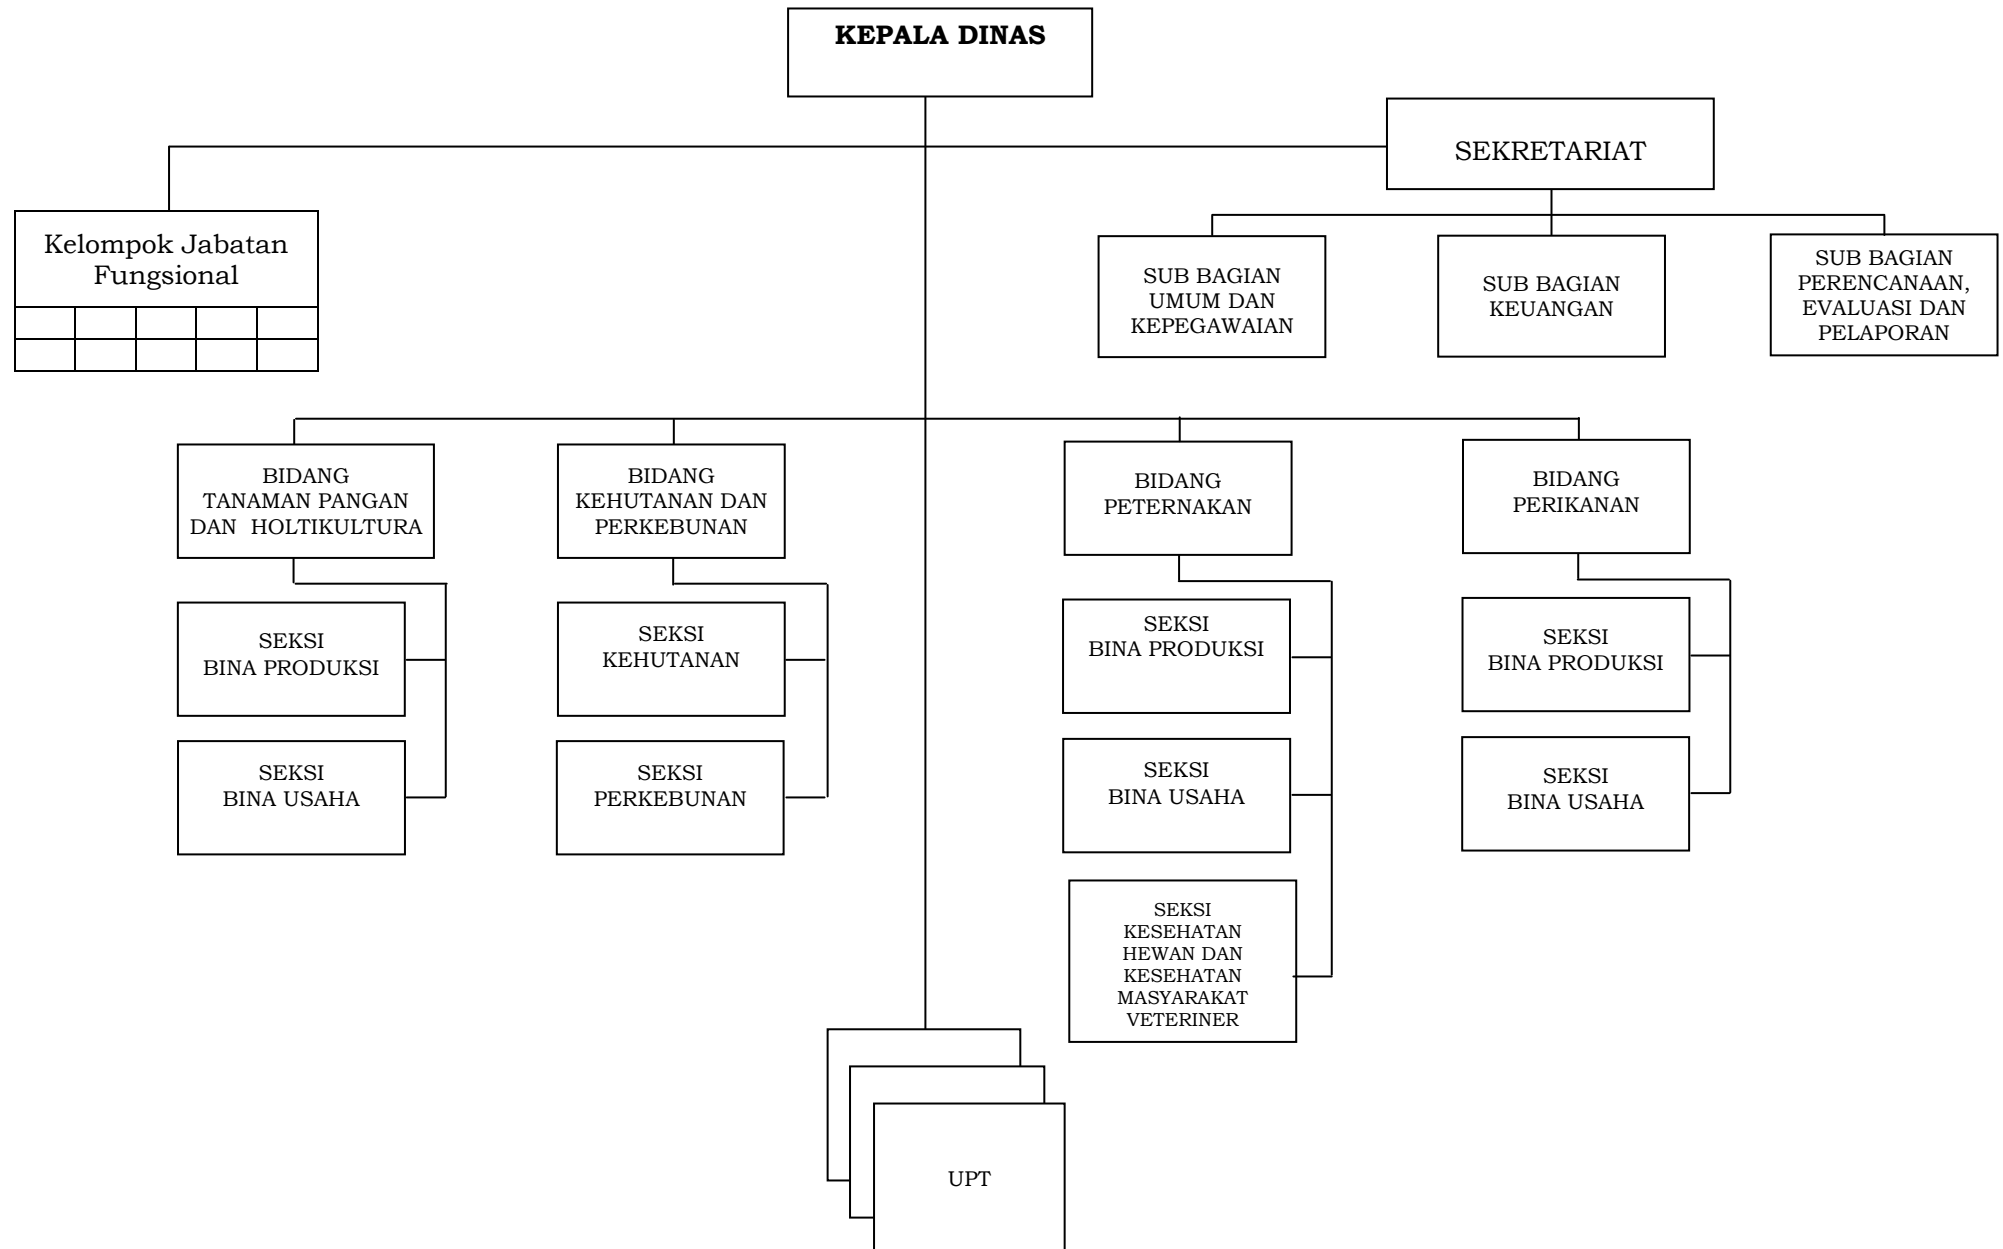 KEPALA DINAS
SEKRETARIAT
Kelompok Jabatan
Fungsional
SUB BAGIAN
UMUM DAN
KEPEGAWAIAN
SUB BAGIAN
KEUANGAN
SUB BAGIAN
PERENCANAAN,
EVALUASI DAN
PELAPORAN
BIDANG
TANAMAN PANGAN
DAN HOLTIKULTURA
BIDANG
KEHUTANAN DAN
PERKEBUNAN
BIDANG
PETERNAKAN
BIDANG
PERIKANAN
SEKSI
BINA PRODUKSI
SEKSI
KEHUTANAN
SEKSI
BINA PRODUKSI
SEKSI
BINA PRODUKSI
SEKSI
BINA USAHA
SEKSI
PERKEBUNAN
SEKSI
BINA USAHA
SEKSI
BINA USAHA
SEKSI
KESEHATAN
HEWAN DAN
KESEHATAN
MASYARAKAT
VETERINER
UPT